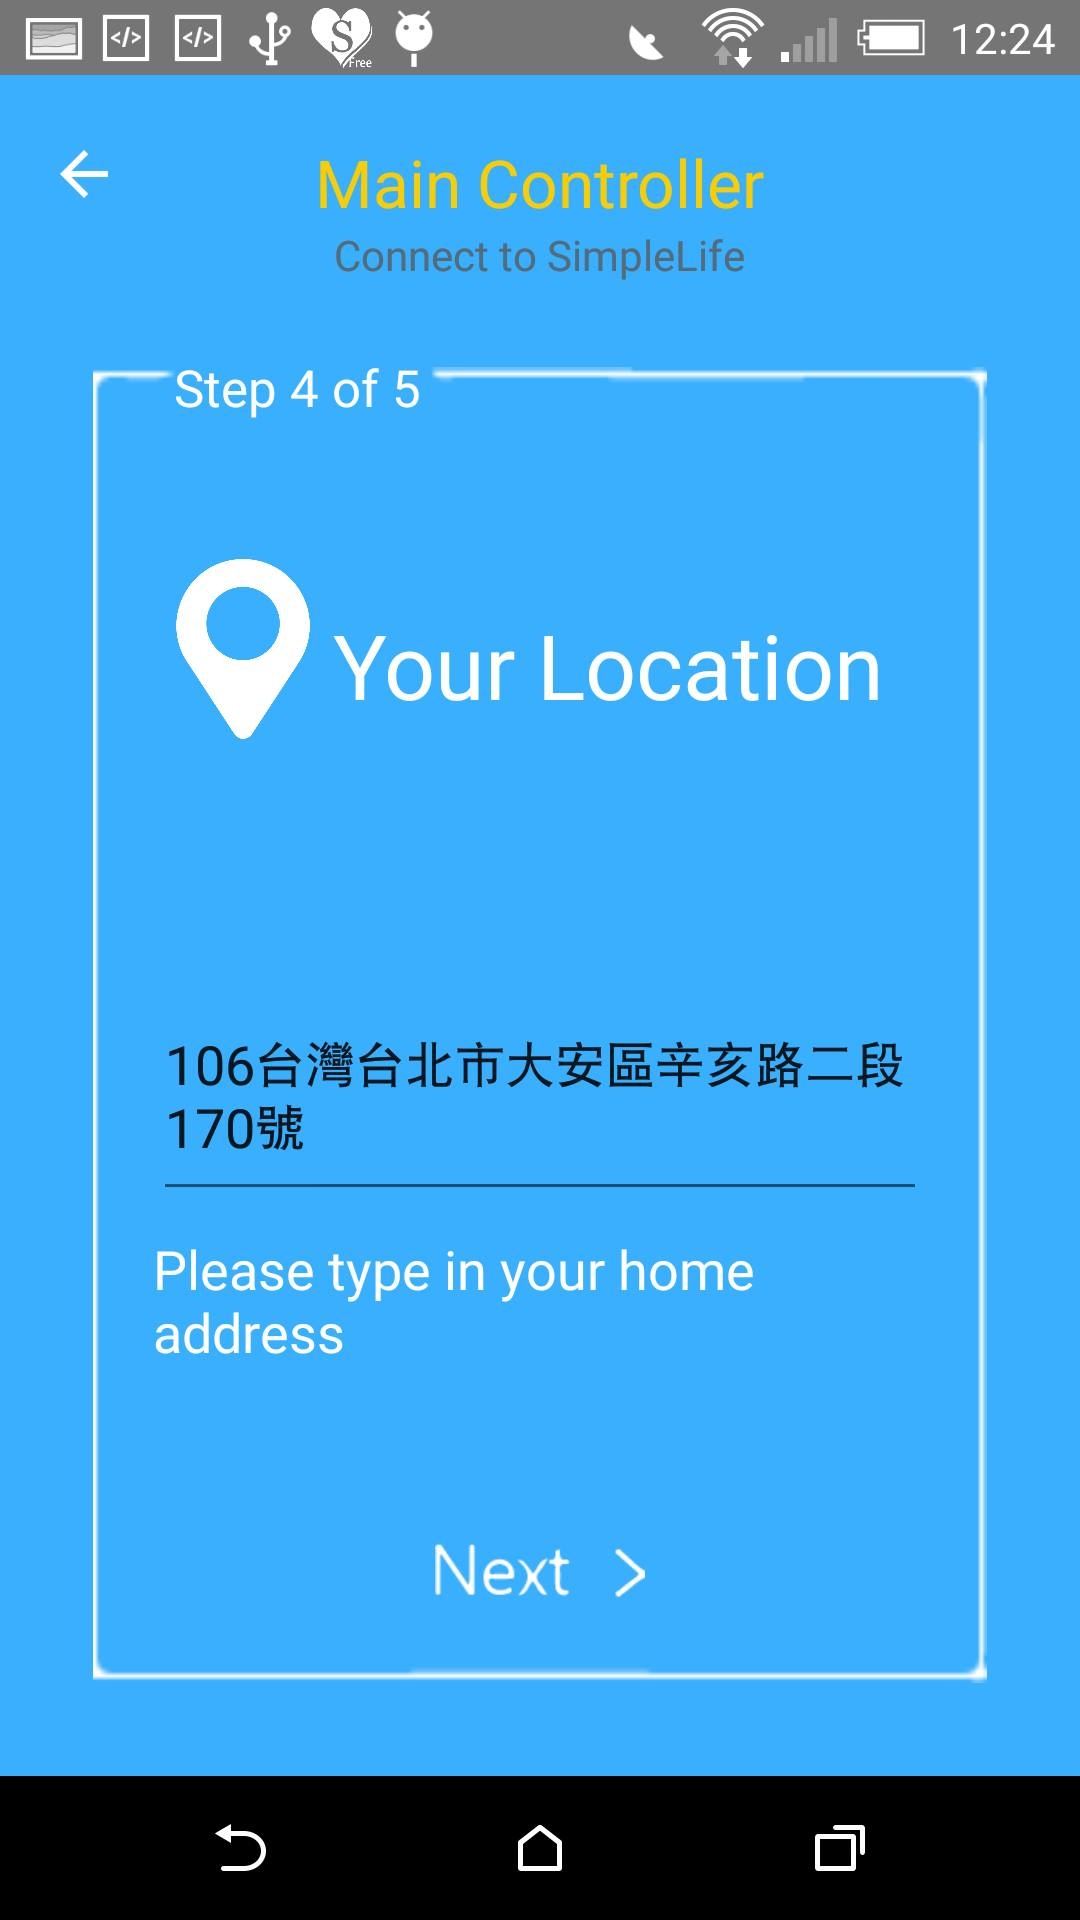 </> </> S Free 12:24
Main Controller
Connect to SimpleLife
Step 4 of 5
Your Location
106台灣台北市大安區辛亥路二段
170號
Please type in your home
address
Next >